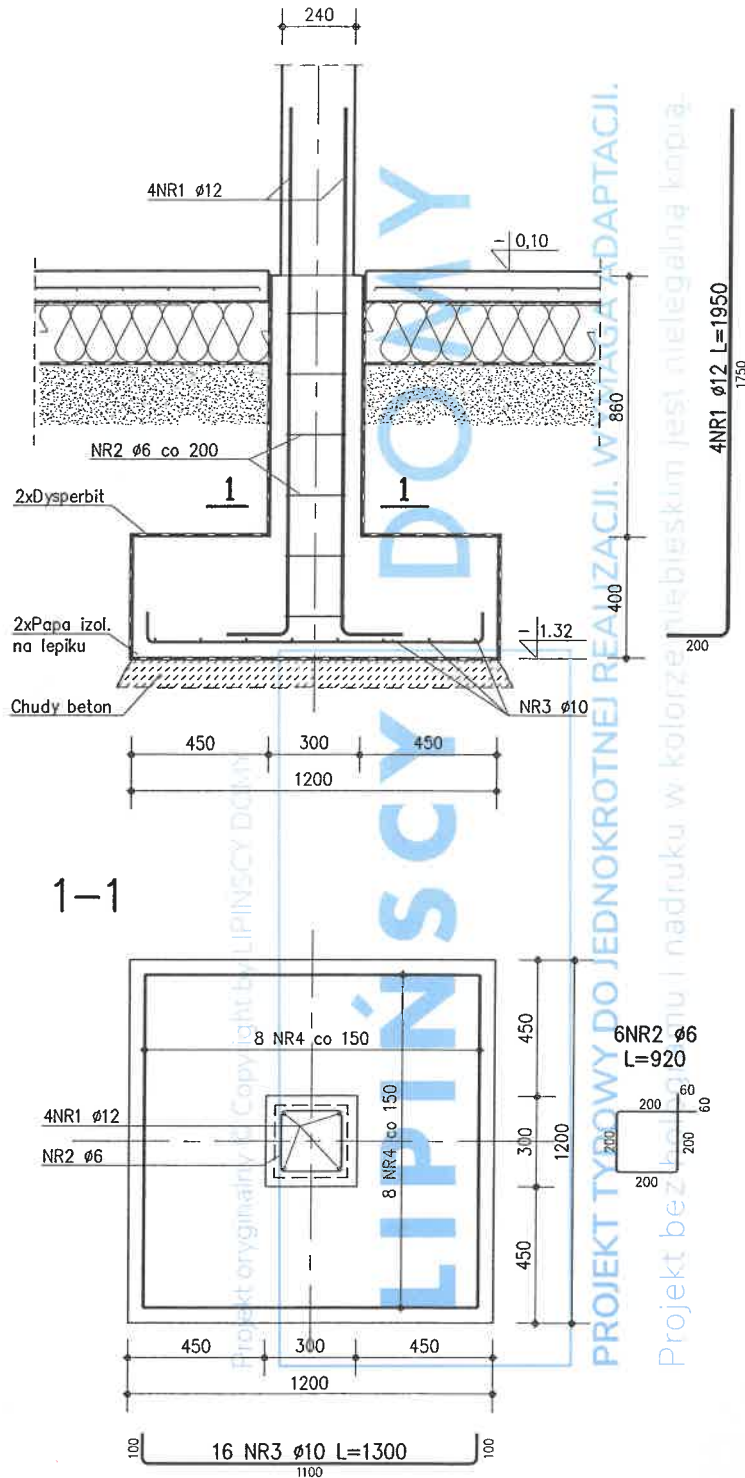 240
4NR1 ø12
- 0,10
NR2 ø6 co 200
1 1
2xDysperbit
2xPapa izol.
na lepiku
Chudy beton
860
400
- 1.32
NR3 ø10
450 300 450
1200
4NR1 ø12 L=1950
1750
200
1-1
8 NR4 co 150
8 NR4 co 150
4NR1 ø12
NR2 ø6
450
300
450
1200
6NR2 ø6
L=920
60
60
200
200
200
200
450 300 450
1200
100
16 NR3 ø10 L=1300
100
1100
Projekt oryginalny © Copyright by LIPIŃSCY DOMY
LIPIŃSCY DOMY
PROJEKT TYPOWY DO JEDNOKROTNEJ REALIZACJI. WYMAGA ADAPTACJI.
Projekt bez hologramu i nadruku w kolorze niebieskim jest nielegalną kopią